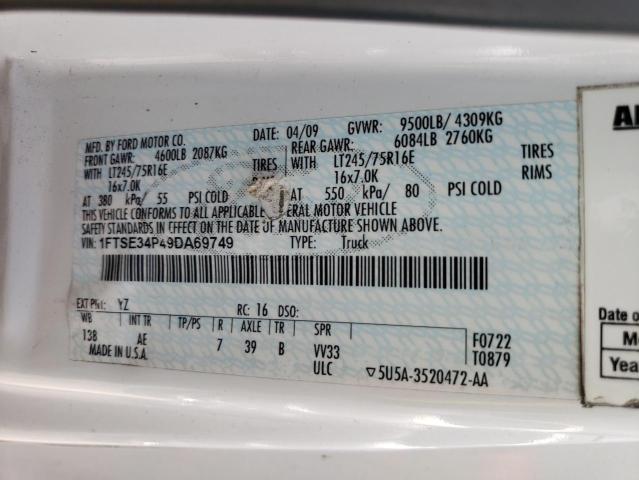 MFD. BY FORD MOTOR CO.
DATE: 04/09 GVWR: 9500LB/ 4309KG
FRONT GAWR: 4600LB 2087KG
REAR GAWR: 6084LB 2760KG
TIRES WITH LT245/75R16E
TIRES WITH LT245/75R16E TIRES
16x7.0K
16x7.0K RIMS
AT 380 kPa/ 55 PSI COLD
AT 550 kPa/ 80 PSI COLD
THIS VEHICLE CONFORMS TO ALL APPLICABLE ERAL MOTOR VEHICLE
SAFETY STANDARDS IN EFFECT ON THE DATE OF MANUFACTURE SHOWN ABOVE.
VIN: 1FTSE34P49DA69749 TYPE: Truck
EXT PNT: YZ RC: 16 DSO:
WB INT TR TP/PS R AXLE TR SPR
138 AE 7 39 B VV33
F0722
MADE IN U.S.A. ULC
T0879
▽5U5A-3520472-AA
Date of
Year